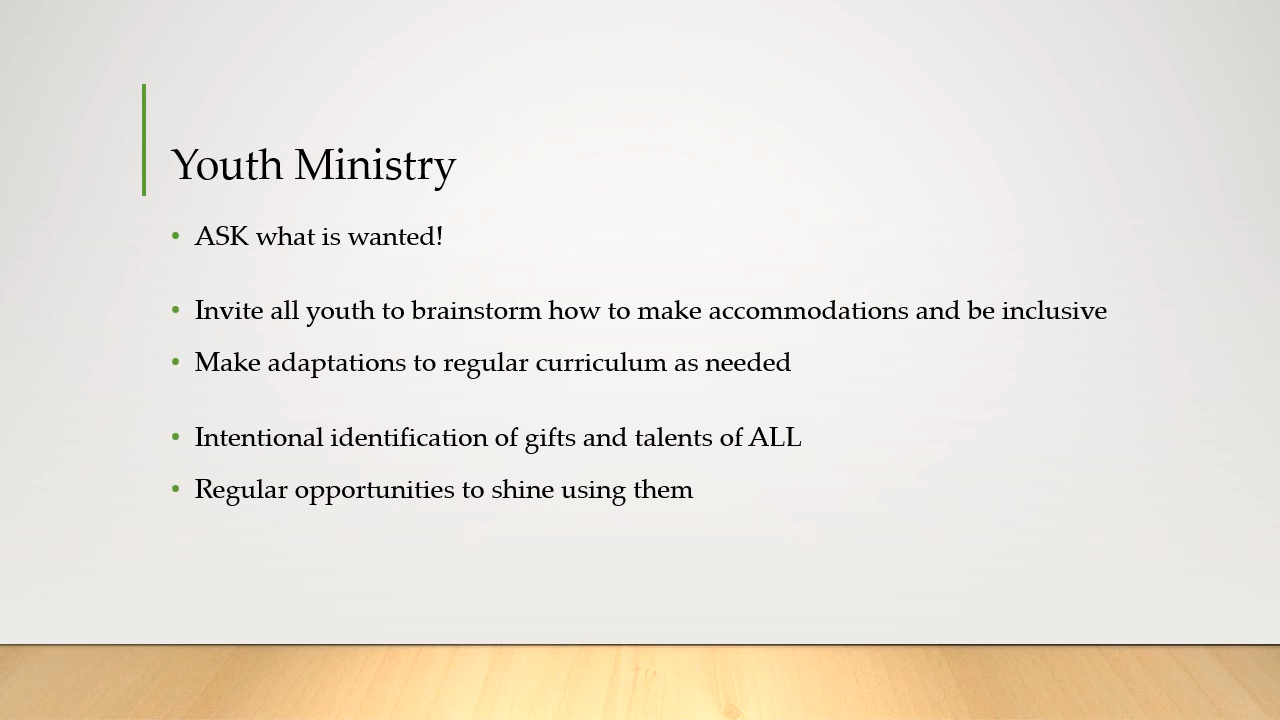 Youth Ministry
• ASK what is wanted!
• Invite all youth to brainstorm how to make accommodations and be inclusive
• Make adaptations to regular curriculum as needed
• Intentional identification of gifts and talents of ALL
• Regular opportunities to shine using them